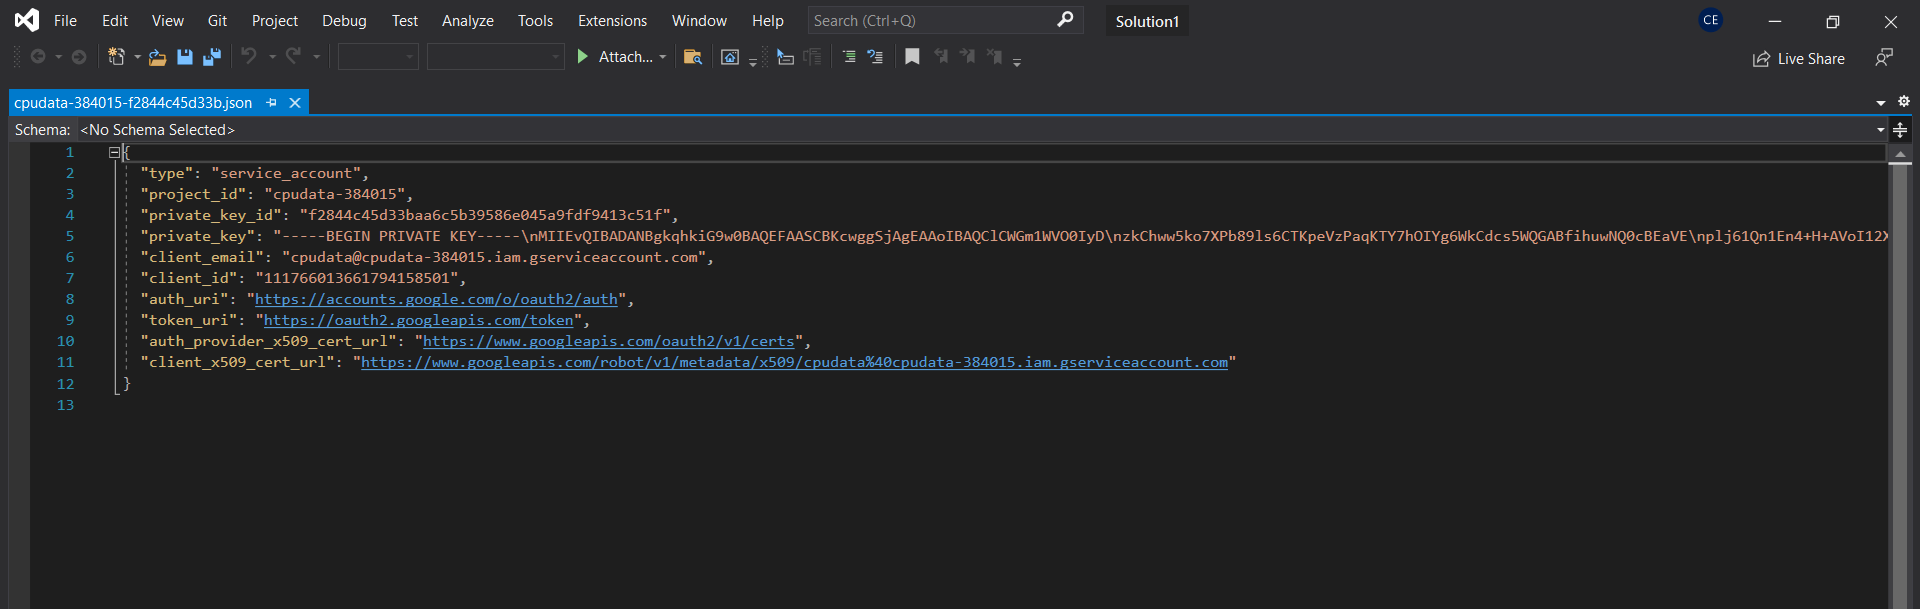 File Edit View Git Project Debug Test Analyze Tools Extensions Window Help Search (Ctrl+Q) Solution1 CE
Attach... Live Share
cpudata-384015-f2844c45d33b.json
Schema: <No Schema Selected>
1 {
2 "type": "service_account",
3 "project_id": "cpudata-384015",
4 "private_key_id": "f2844c45d33baa6c5b39586e045a9fdf9413c51f",
5 "private_key": "-----BEGIN PRIVATE KEY-----\nMIIEvQIBADANBgkqhkiG9w0BAQEFAASCBKcwggSjAgEAAoIBAQClCWGm1WVO0IyD\nzkChww5ko7XPb89ls6CTKpeVzPaqKTY7hOIYg6WkCdcs5WQGABfihuwNQ0cBEaVE\nplj61Qn1En4+H+AVoI12X
6 "client_email": "cpudata@cpudata-384015.iam.gserviceaccount.com",
7 "client_id": "111766013661794158501",
8 "auth_uri": "https://accounts.google.com/o/oauth2/auth",
9 "token_uri": "https://oauth2.googleapis.com/token",
10 "auth_provider_x509_cert_url": "https://www.googleapis.com/oauth2/v1/certs",
11 "client_x509_cert_url": "https://www.googleapis.com/robot/v1/metadata/x509/cpudata%40cpudata-384015.iam.gserviceaccount.com"
12 }
13